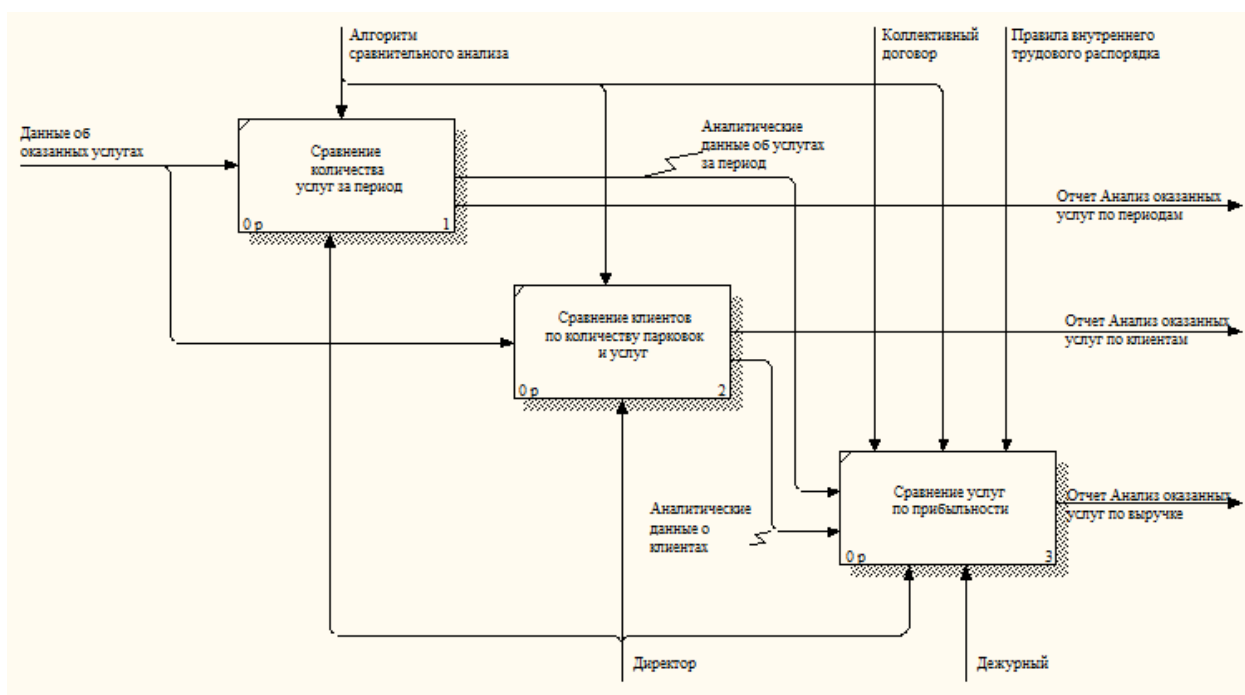 Алгоритм
сравнительного анализа
Коллективный
договор
Правила внутреннего
трудового распорядка
Данные об
оказанных услугах
Сравнение
количества
услуг за период
0 р
1
Аналитические
данные об услугах
за период
Отчет Анализ оказанных
услуг по периодам
Сравнение клиентов
по количеству парковок
и услуг
0 р
2
Отчет Анализ оказанных
услуг по клиентам
Аналитические
данные о
клиентах
Сравнение услуг
по прибыльности
0 р
3
Отчет Анализ оказанных
услуг по выручке
Директор
Дежурный